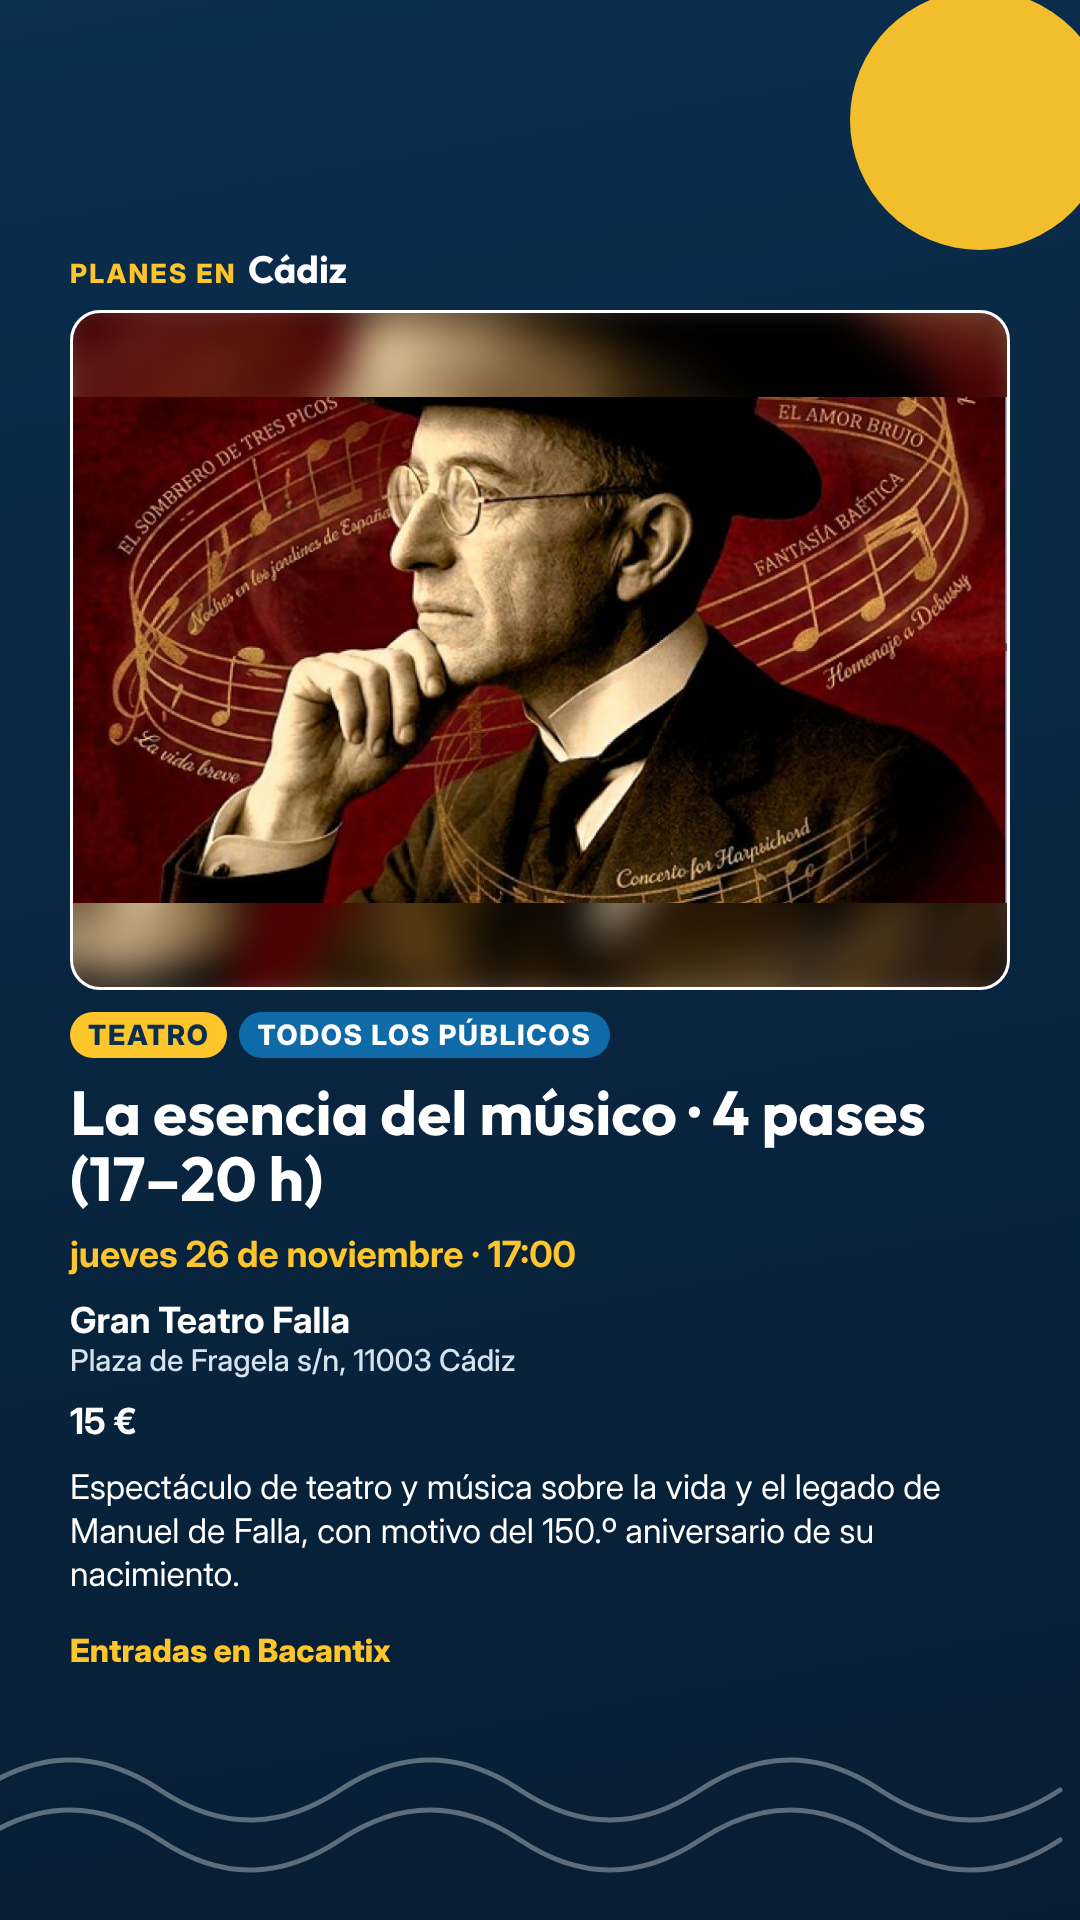 PLANES EN Cádiz
EL SOMBRERO DE TRES PICOS
Noches en los jardines de España
La vida breve
EL AMOR BRUJO
FANTASÍA BAÉTICA
Homenaje a Debussy
Concerto for Harpsichord
TEATRO
TODOS LOS PÚBLICOS
La esencia del músico · 4 pases
(17–20 h)
jueves 26 de noviembre · 17:00
Gran Teatro Falla
Plaza de Fragela s/n, 11003 Cádiz
15 €
Espectáculo de teatro y música sobre la vida y el legado de
Manuel de Falla, con motivo del 150.º aniversario de su
nacimiento.
Entradas en Bacantix